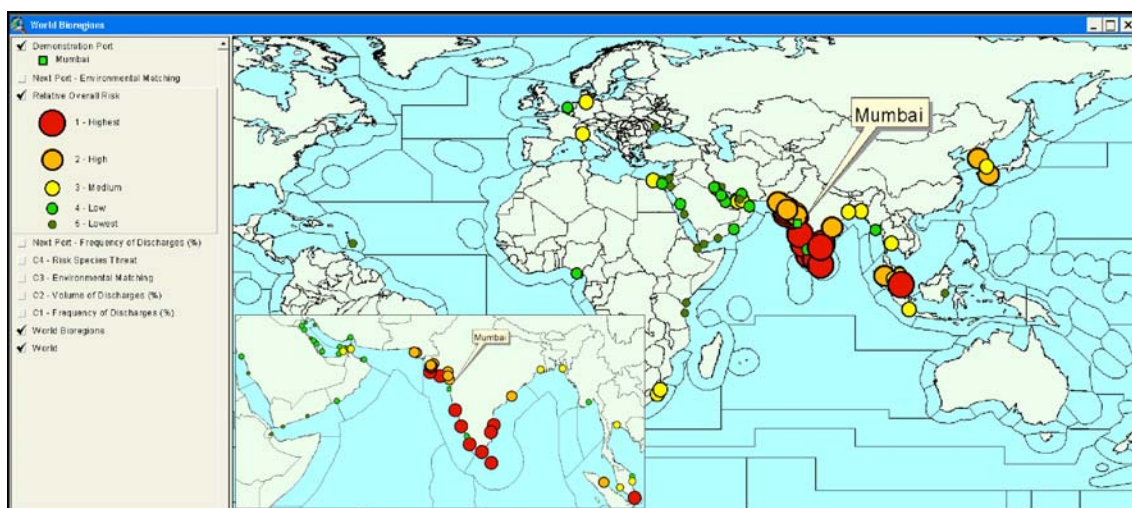 World Bioregions
Demonstration Port
Mumbai
Next Port - Environmental Matching
Relative Overall Risk
1 - Highest
2 - High
3 - Medium
4 - Low
5 - Lowest
Next Port - Frequency of Discharges (%)
C4 - Risk Species Threat
C3 - Environmental Matching
C2 - Volume of Discharges (%)
C1 - Frequency of Discharges (%)
World Bioregions
World
Mumbai
Mumbai